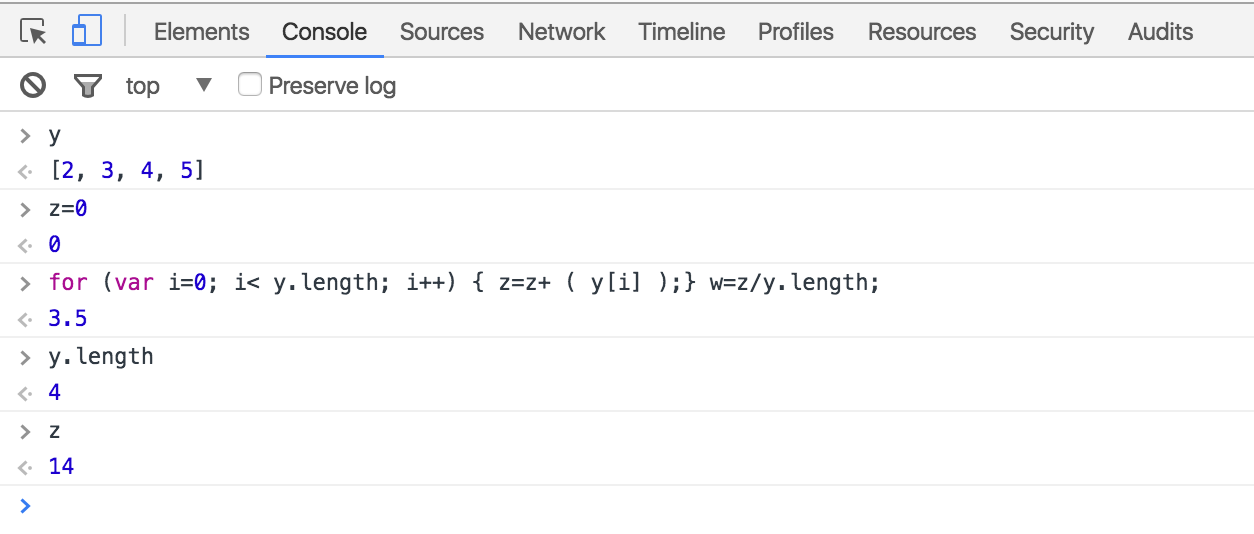 Elements Console Sources Network Timeline Profiles Resources Security Audits
top Preserve log
> y
[2, 3, 4, 5]
> z=0
0
> for (var i=0; i< y.length; i++) { z=z+ ( y[i] );} w=z/y.length;
3.5
> y.length
4
> z
14
>